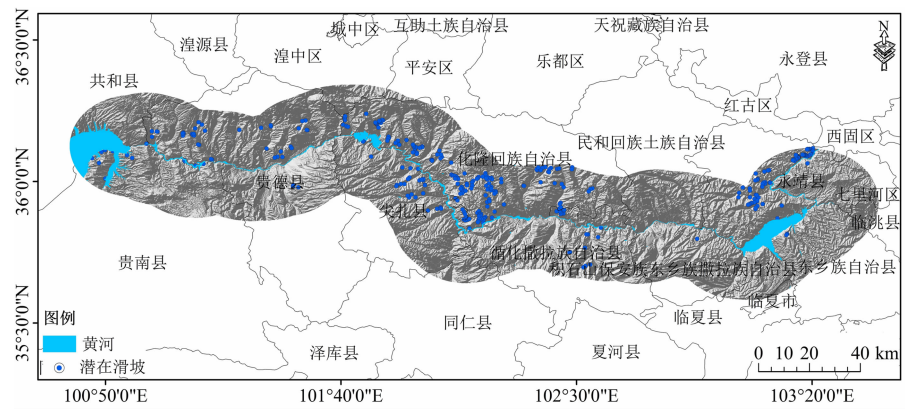 36°30'0"N
36°0'0"N
35°30'0"N
城中区
互助土族自治县
天祝藏族自治县
N
湟源县
湟中区
平安区
乐都区
永登县
共和县
红古区
西固区
民和回族土族自治县
化隆回族自治县
贵德县
永靖县
七里河区
尖扎县
临洮县
循化撒拉族自治县
贵南县
积石山保安族东乡族撒拉族自治县
东乡族自治县
临夏市
图例
黄河
潜在滑坡
同仁县
临夏县
泽库县
夏河县
0 10 20 40 km
100°50'0"E
101°40'0"E
102°30'0"E
103°20'0"E